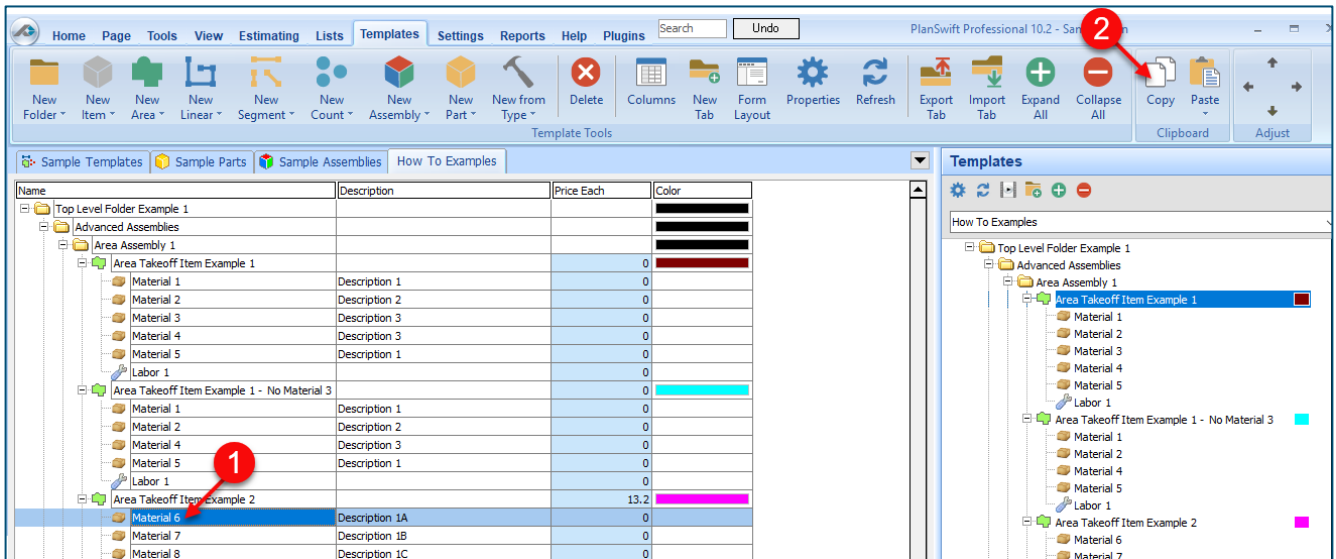 Home Page Tools View Estimating Lists Templates Settings Reports Help Plugins Search Undo PlanSwift Professional 10.2 -
2
New Folder
New Item
New Area
New Linear
New Segment
New Count
New Assembly
New Part
New from Type
Delete
Columns
New Tab
Form Layout
Properties
Refresh
Export Tab
Import Tab
Expand All
Collapse All
Copy
Paste
Template Tools
Clipboard
Adjust
Sample Templates Sample Parts Sample Assemblies How To Examples
Name Description Price Each Color
Top Level Folder Example 1
Advanced Assemblies
Area Assembly 1
Area Takeoff Item Example 1 0
Material 1 Description 1 0
Material 2 Description 2 0
Material 3 Description 3 0
Material 4 Description 3 0
Material 5 Description 1 0
Labor 1 0
Area Takeoff Item Example 1 - No Material 3 0
Material 1 Description 1 0
Material 2 Description 2 0
Material 4 Description 3 0
Material 5 Description 1 0
1
Labor 1 0
Area Takeoff Item Example 2 13.2
Material 6 Description 1A 0
Material 7 Description 1B 0
Material 8 Description 1C 0
Templates
How To Examples
Top Level Folder Example 1
Advanced Assemblies
Area Assembly 1
Area Takeoff Item Example 1
Material 1
Material 2
Material 3
Material 4
Material 5
Labor 1
Area Takeoff Item Example 1 - No Material 3
Material 1
Material 2
Material 4
Material 5
Labor 1
Area Takeoff Item Example 2
Material 6
Material 7